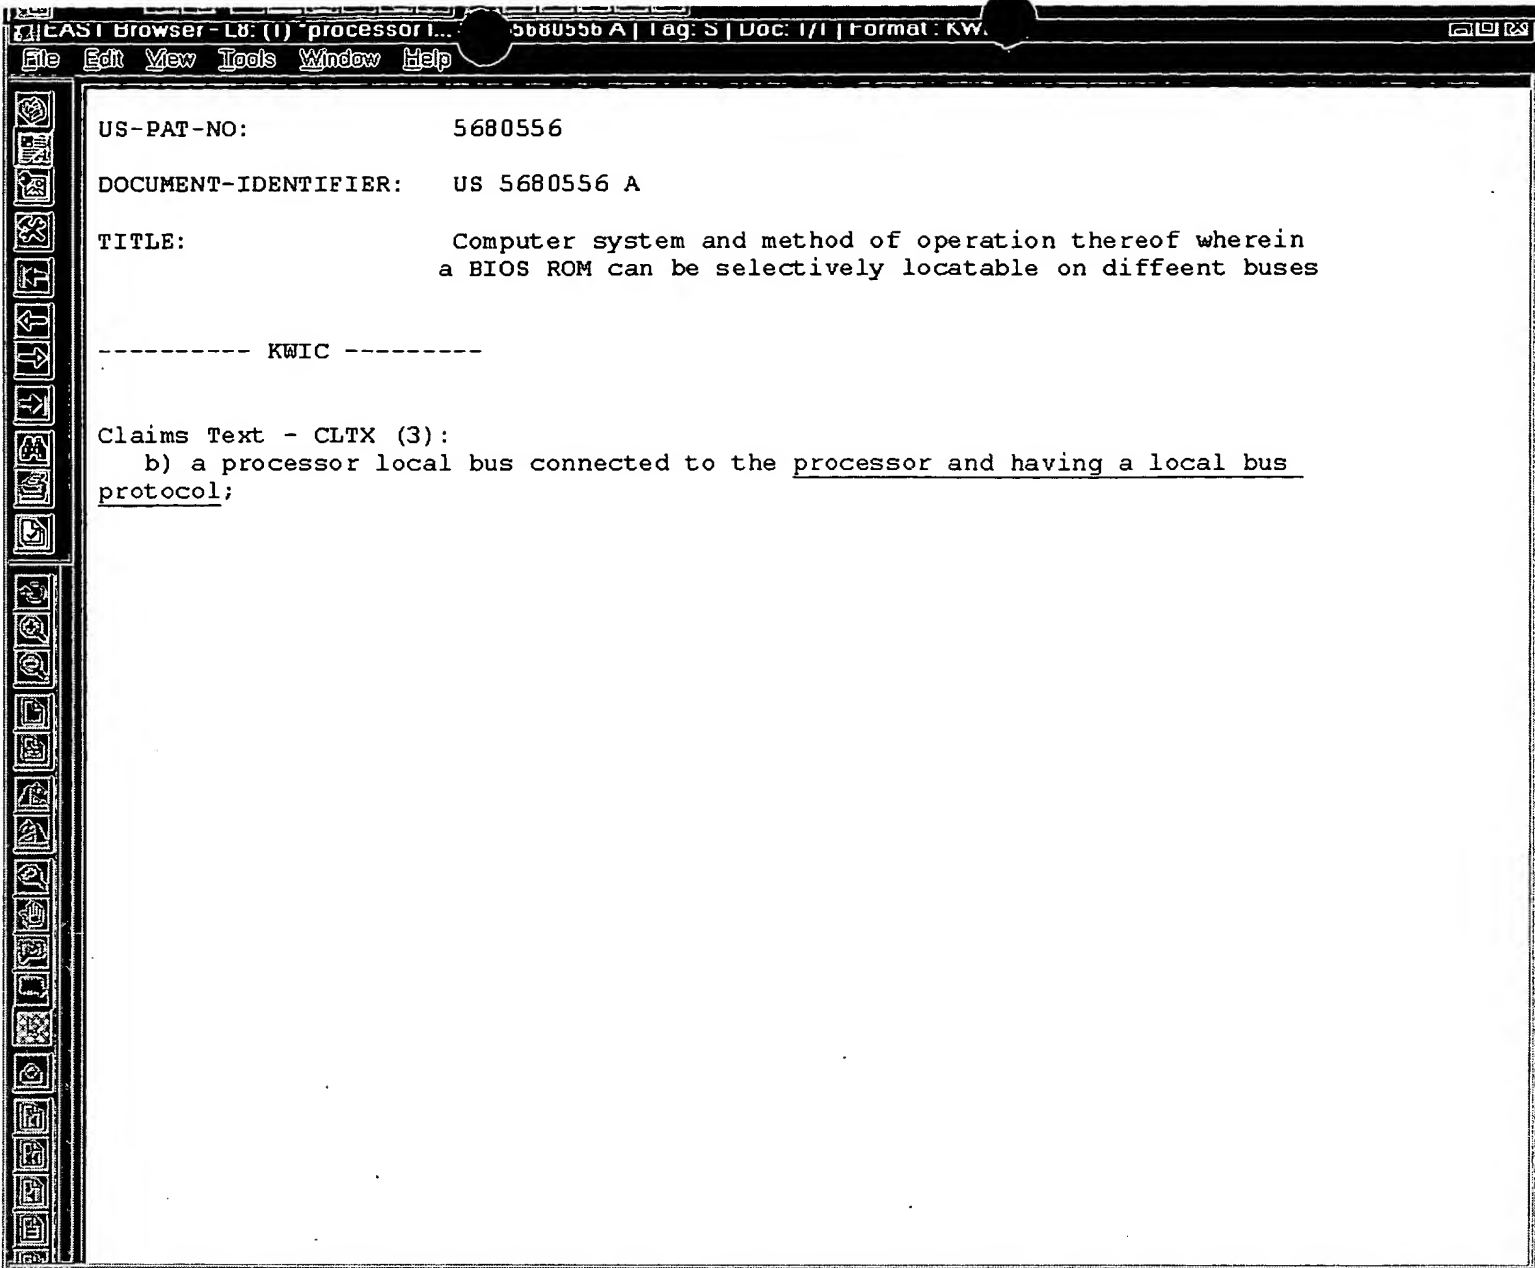 EAST Browser - L8: (1) "processor l... 5680556 A | Tag: S | Doc: 1/1 | Format : KW
File Edit View Tools Window Help
US-PAT-NO: 5680556
DOCUMENT-IDENTIFIER: US 5680556 A
TITLE: Computer system and method of operation thereof wherein
a BIOS ROM can be selectively locatable on diffeent buses
---------- KWIC ---------
Claims Text - CLTX (3):
b) a processor local bus connected to the processor and having a local bus
protocol;